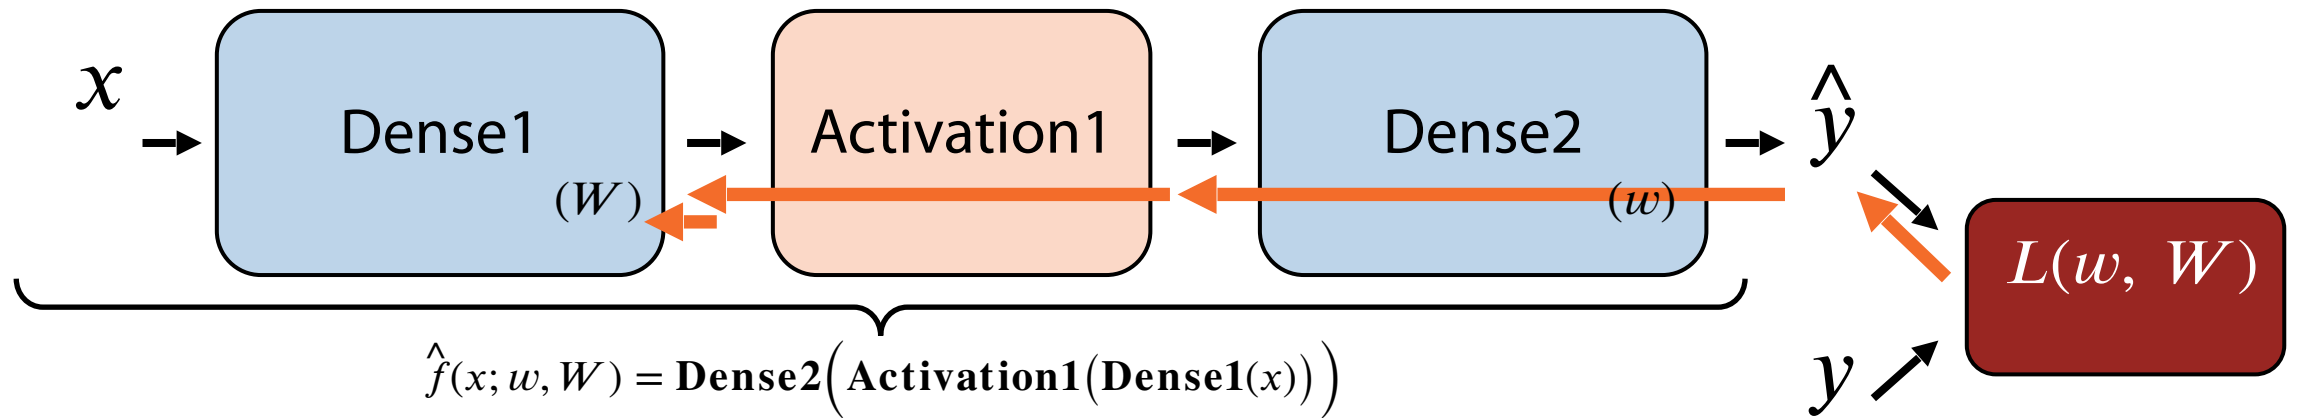 x
Dense1
(W)
Activation1
Dense2
(w)
ŷ
L(w, W)
y
f̂(x; w, W) = Dense2(Activation1(Dense1(x)))